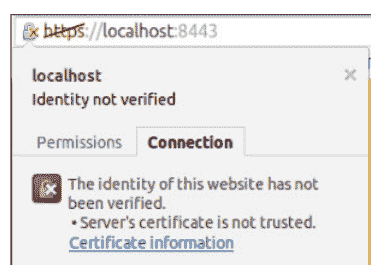 https://localhost:8443
localhost
Identity not verified
Permissions Connection
The identity of this website has not
been verified.
• Server's certificate is not trusted.
Certificate information